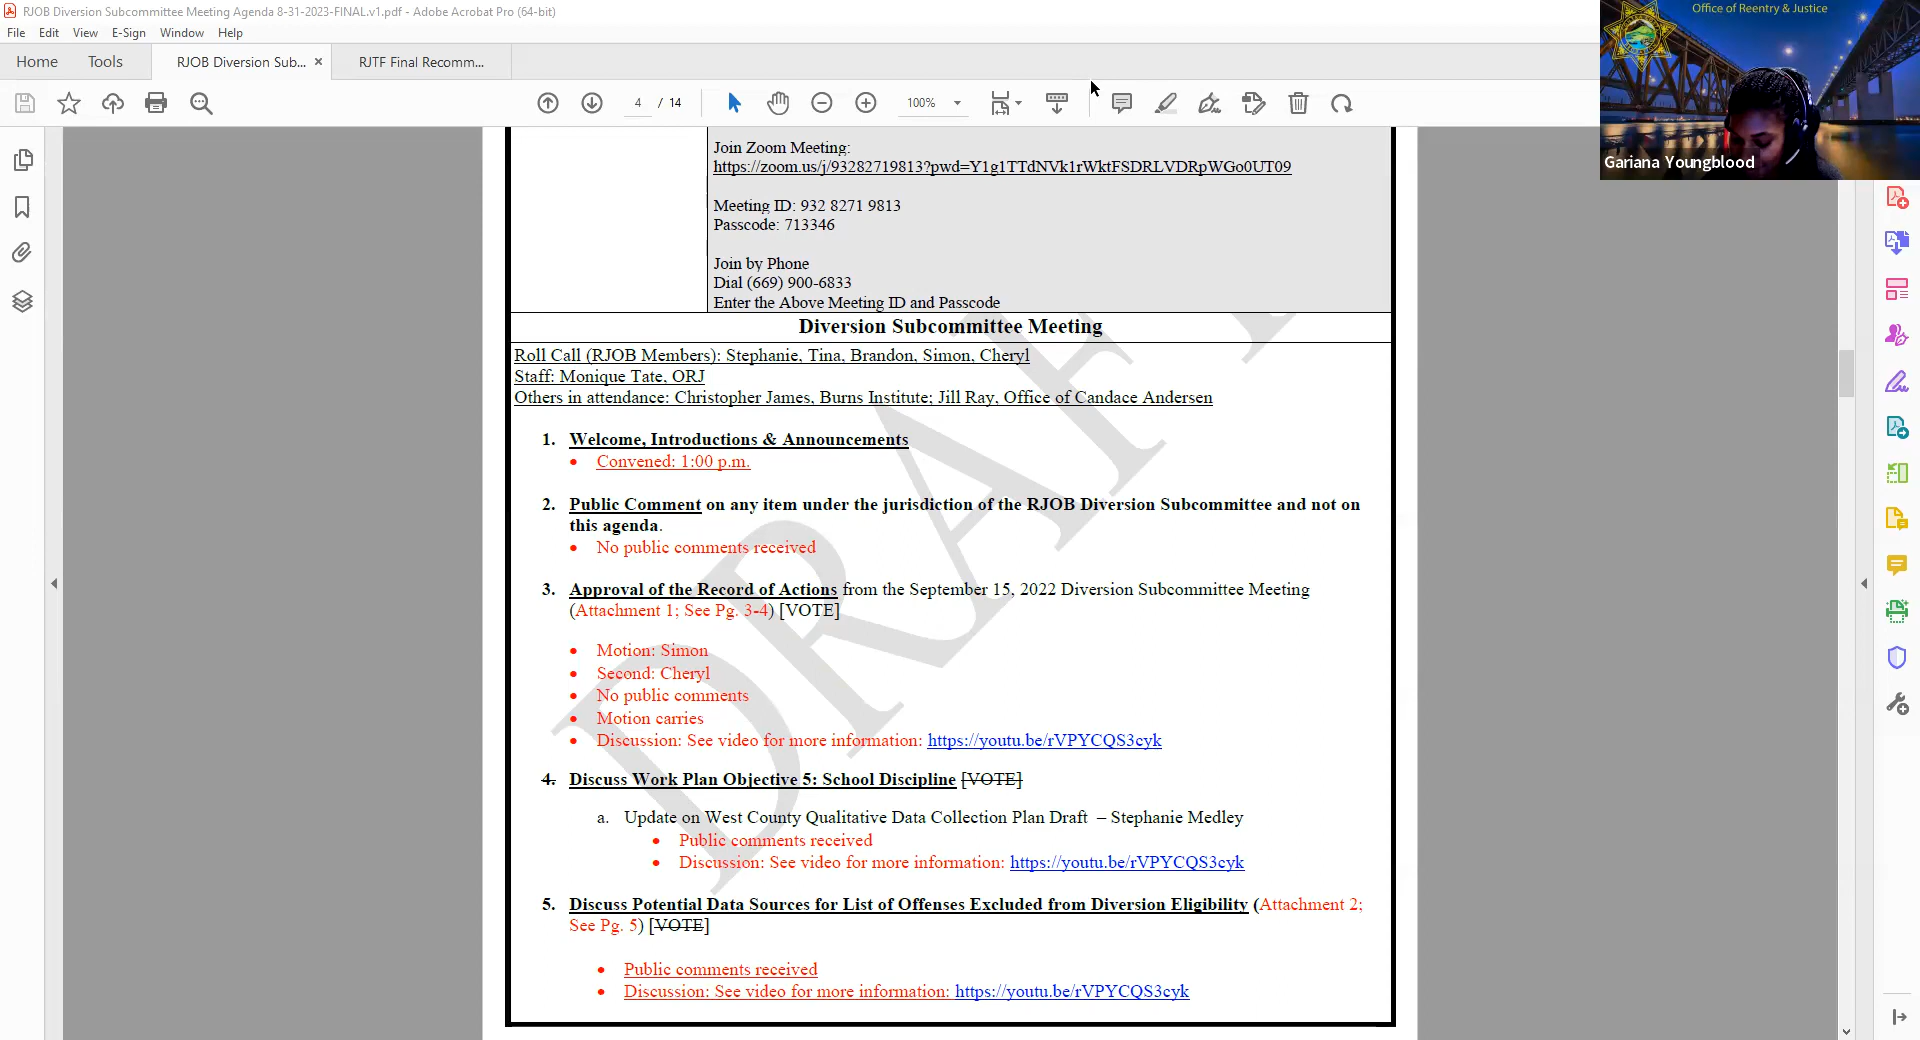 RJOB Diversion Subcommittee Meeting Agenda 8-31-2023-FINAL.v1.pdf - Adobe Acrobat Pro (64-bit)
File Edit View E-Sign Window Help
Home Tools RJOB Diversion Sub... × RJTF Final Recomm...
4 / 14 100%
Office of Reentry & Justice
Gariana Youngblood
Join Zoom Meeting:
https://zoom.us/j/93282719813?pwd=Y1g1TTdNVk1rWktFSDRLVDRpWGo0UT09
Meeting ID: 932 8271 9813
Passcode: 713346
Join by Phone
Dial (669) 900-6833
Enter the Above Meeting ID and Passcode
Diversion Subcommittee Meeting
Roll Call (RJOB Members): Stephanie, Tina, Brandon, Simon, Cheryl
Staff: Monique Tate, ORJ
Others in attendance: Christopher James, Burns Institute; Jill Ray, Office of Candace Andersen
1. Welcome, Introductions & Announcements
• Convened: 1:00 p.m.
2. Public Comment on any item under the jurisdiction of the RJOB Diversion Subcommittee and not on
this agenda.
• No public comments received
3. Approval of the Record of Actions from the September 15, 2022 Diversion Subcommittee Meeting
(Attachment 1; See Pg. 3-4) [VOTE]
• Motion: Simon
• Second: Cheryl
• No public comments
• Motion carries
• Discussion: See video for more information: https://youtu.be/rVPYCQS3cyk
4. Discuss Work Plan Objective 5: School Discipline [VOTE]
a. Update on West County Qualitative Data Collection Plan Draft – Stephanie Medley
• Public comments received
• Discussion: See video for more information: https://youtu.be/rVPYCQS3cyk
5. Discuss Potential Data Sources for List of Offenses Excluded from Diversion Eligibility (Attachment 2;
See Pg. 5) [VOTE]
• Public comments received
• Discussion: See video for more information: https://youtu.be/rVPYCQS3cyk
DRAFT